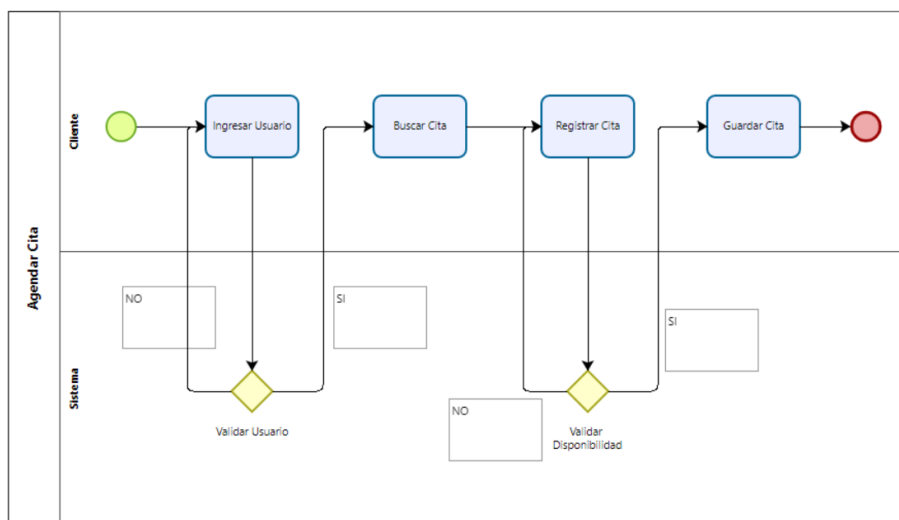 Agendar Cita
Cliente
Ingresar Usuario
Buscar Cita
Registrar Cita
Guardar Cita
Sistema
NO
SI
SI
NO
Validar Usuario
Validar
Disponibilidad